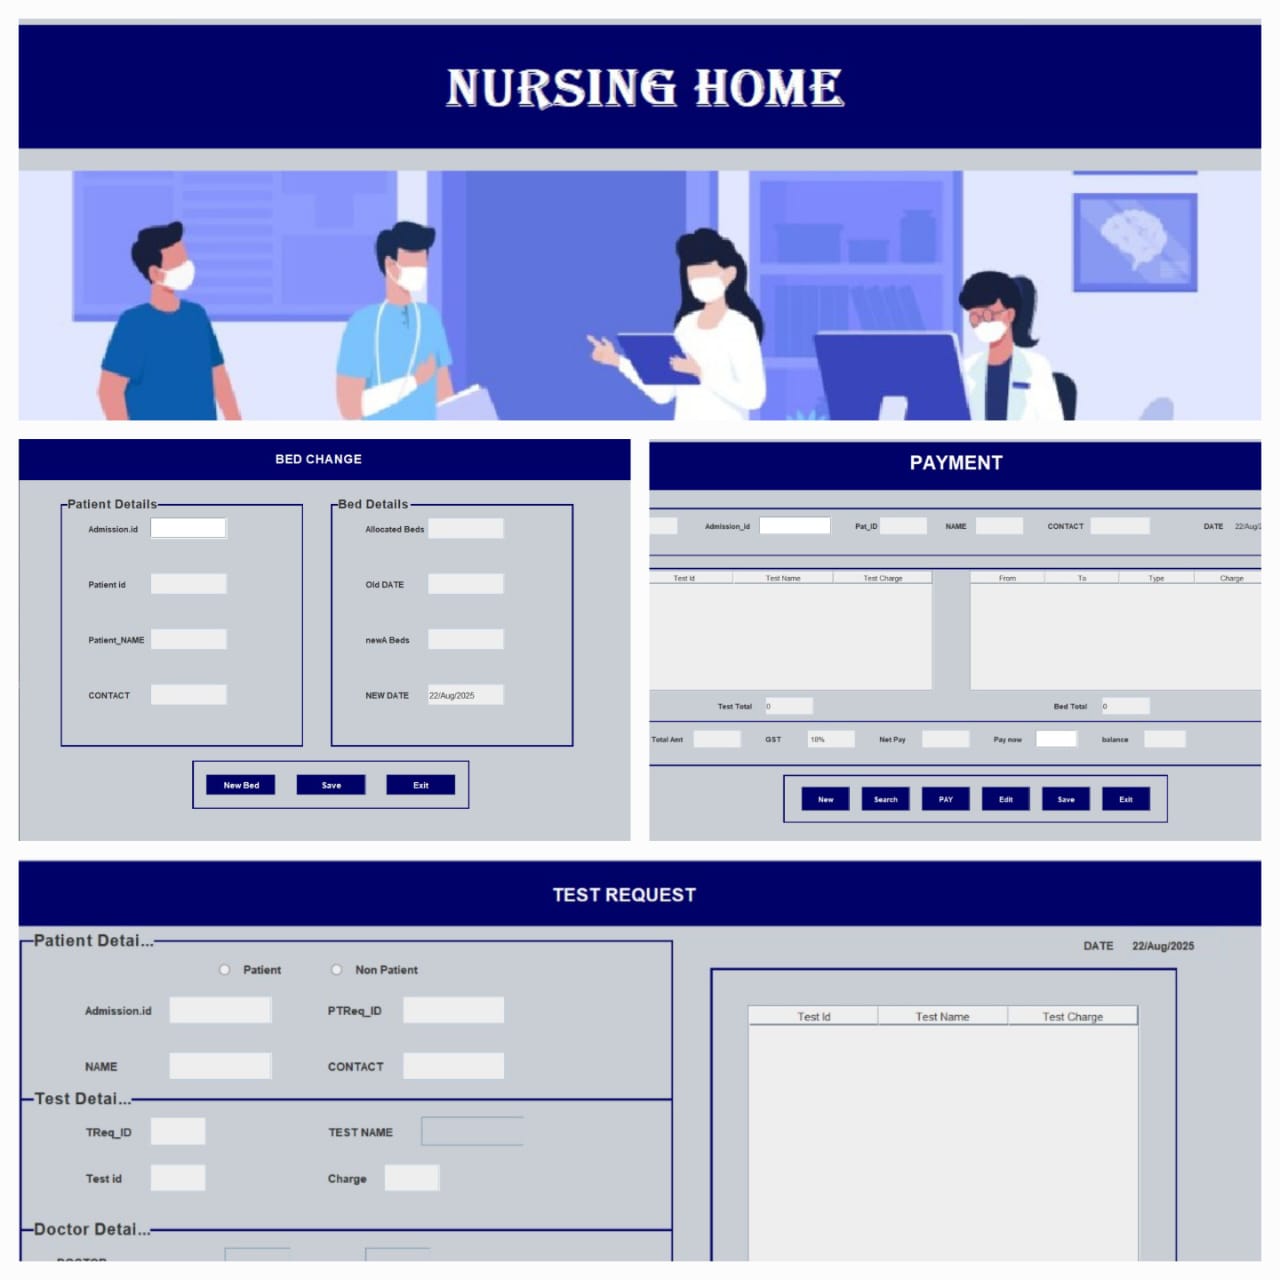 NURSING HOME
BED CHANGE
Patient Details
Admission.id
Patient id
Patient_NAME
CONTACT
Bed Details
Allocated Beds
Old DATE
newA Beds
NEW DATE 22/Aug/2025
New Bed Save Exit
PAYMENT
Admission_id Pat_ID NAME CONTACT DATE 22/Aug/2
Test Id Test Name Test Charge
From To Type Charge
Test Total 0
Bed Total 0
Total Amt GST 18% Net Pay Pay now balance
New Search PAY Edit Save Exit
TEST REQUEST
DATE 22/Aug/2025
Patient Detai...
Patient Non Patient
Admission.id PTReq_ID
NAME CONTACT
Test Detai...
TReq_ID TEST NAME
Test id Charge
Doctor Detai...
Test Id Test Name Test Charge